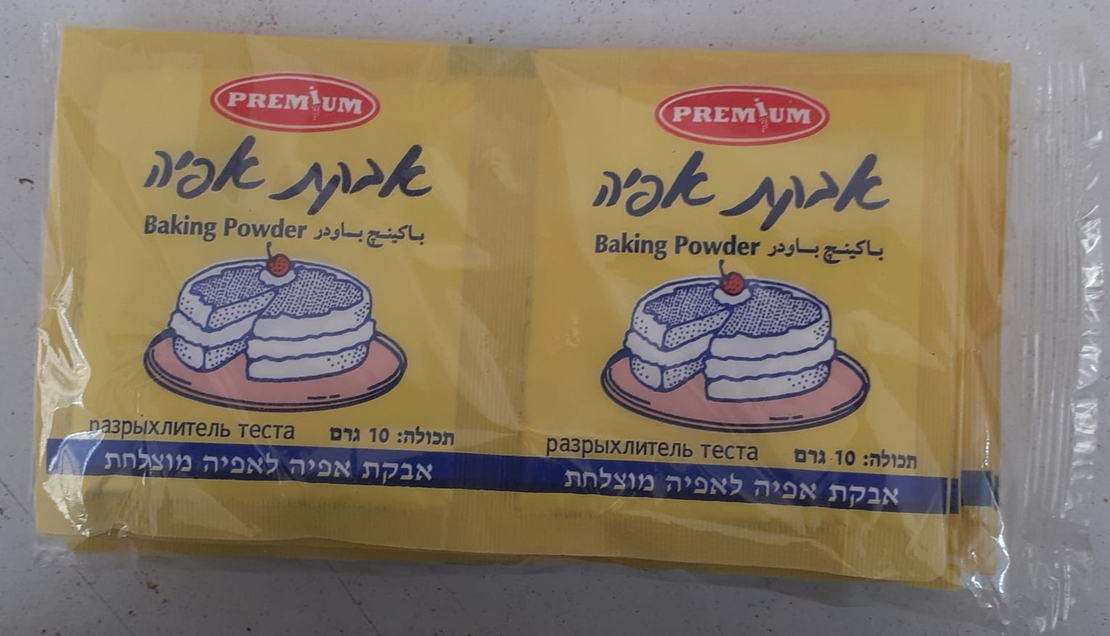 PREMiUM
אבקת אפיה
Baking Powder باكينج باودر
разрыхлитель теста תכולה: 10 גרם
אבקת אפיה לאפיה מוצלחת
PREMiUM
אבקת אפיה
Baking Powder باكينج باودر
разрыхлитель теста תכולה: 10 גרם
אבקת אפיה לאפיה מוצלחת